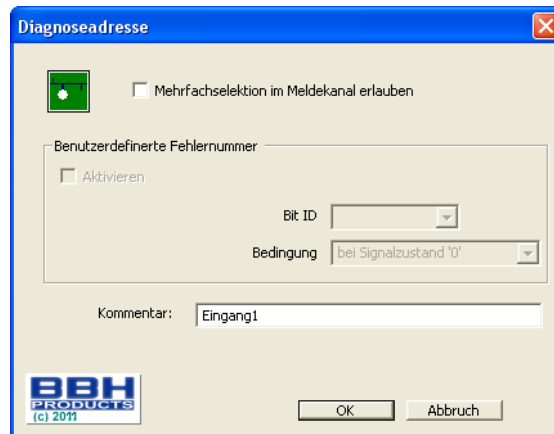 Diagnoseadresse
Mehrfachselektion im Meldekanal erlauben
Benutzerdefinierte Fehlernummer
Aktivieren
Bit ID
Bedingung bei Signalzustand '0'
Kommentar: Eingang1
BBH
PRODUCTS
(c) 2011
OK Abbruch